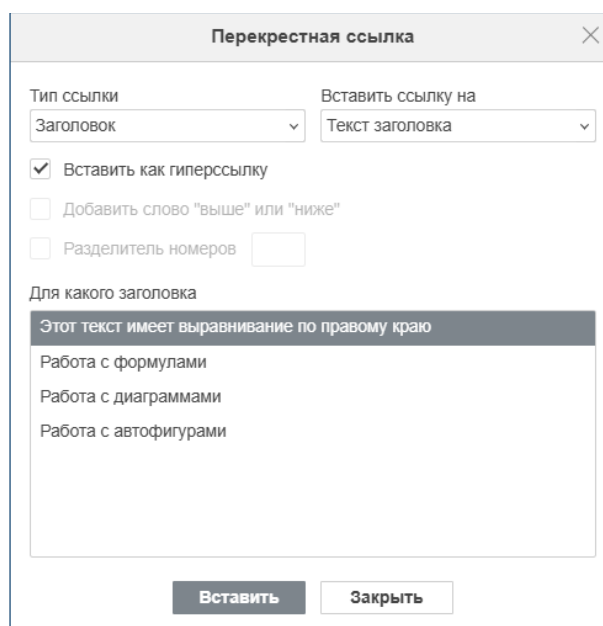 Перекрестная ссылка
Тип ссылки
Вставить ссылку на
Заголовок
Текст заголовка
Вставить как гиперссылку
Добавить слово "выше" или "ниже"
Разделитель номеров
Для какого заголовка
Этот текст имеет выравнивание по правому краю
Работа с формулами
Работа с диаграммами
Работа с автофигурами
Вставить
Закрыть